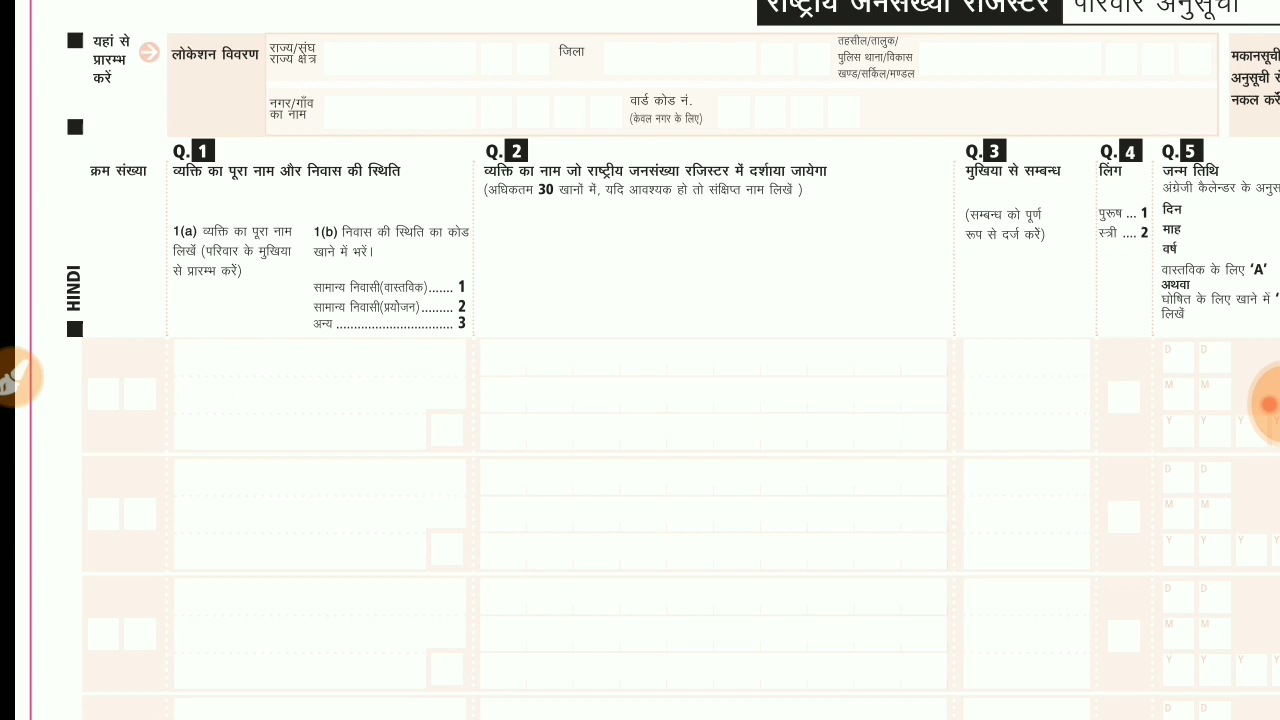 राष्ट्रीय जनसंख्या रजिस्टर परिवार अनुसूची
यहां से
प्रारम्भ
करें
लोकेशन विवरण
राज्य/संघ
राज्य क्षेत्र
जिला
तहसील/तालुक/
पुलिस थाना/विकास
खण्ड/सर्किल/मण्डल
नगर/गाँव
का नाम
वार्ड कोड नं.
(केवल नगर के लिए)
मकानसूची
अनुसूची से
नकल करें
क्रम संख्या
HINDI
Q. 1
व्यक्ति का पूरा नाम और निवास की स्थिति
1(a) व्यक्ति का पूरा नाम
लिखें (परिवार के मुखिया
से प्रारम्भ करें)
1(b) निवास की स्थिति का कोड
खाने में भरें।
सामान्य निवासी(वास्तविक)....... 1
सामान्य निवासी(प्रयोजन)......... 2
अन्य ................................. 3
Q. 2
व्यक्ति का नाम जो राष्ट्रीय जनसंख्या रजिस्टर में दर्शाया जायेगा
(अधिकतम 30 खानों में, यदि आवश्यक हो तो संक्षिप्त नाम लिखें )
Q. 3
मुखिया से सम्बन्ध
(सम्बन्ध को पूर्ण
रूप से दर्ज करें)
Q. 4
लिंग
पुरूष ... 1
स्त्री .... 2
Q. 5
जन्म तिथि
अंग्रेजी कैलेन्डर के
दिन
माह
वर्ष
वास्तविक के लिए ‘A’
अथवा
घोषित के लिए खाने में ‘
लिखें
D D
M M
Y Y Y
D D
M M
Y Y Y Y
D D
M M
Y Y Y Y
D D